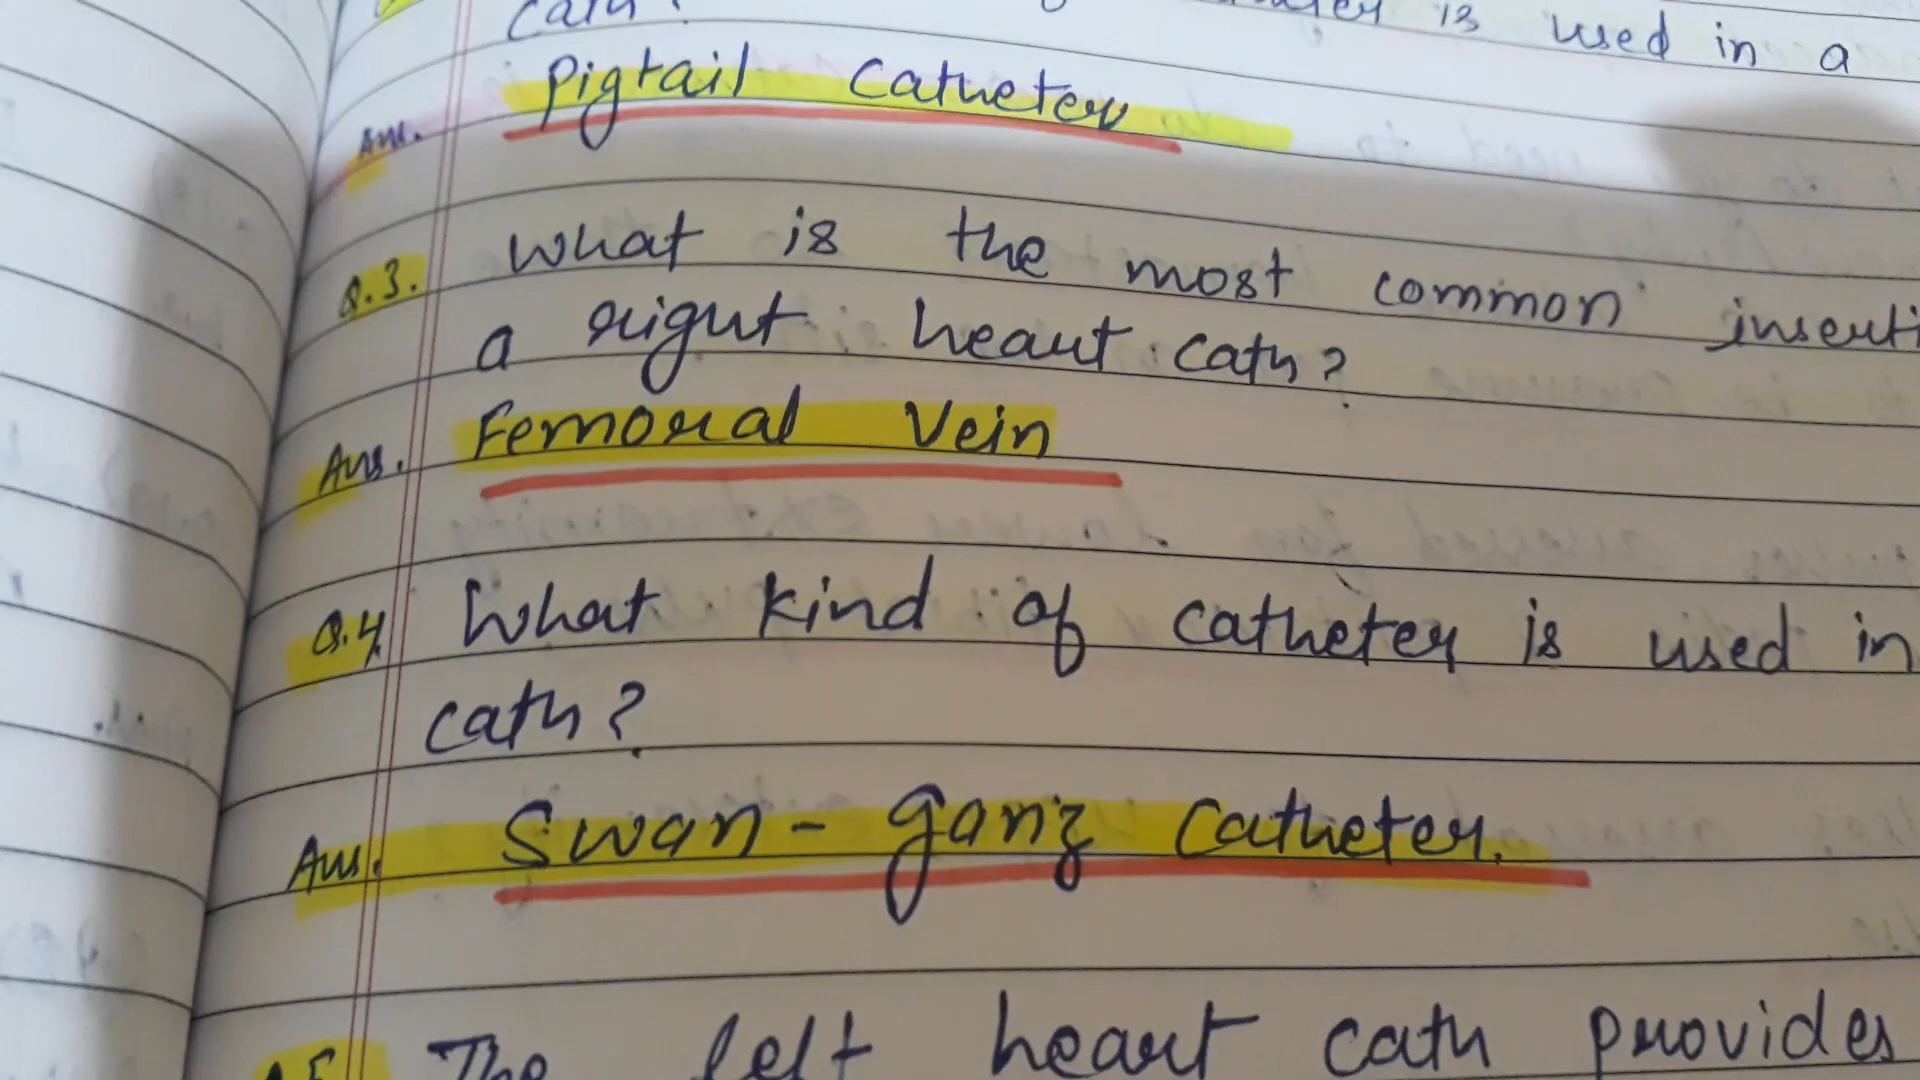 cath?
is used in a
Ans. Pigtail Catheter
Q.3. What is the most common inserti
a right heart cath?
Ans. Femoral Vein
Q.4 What kind of catheter is used in
cath?
Ans. Swan-ganz Catheter.
The left heart cath provides